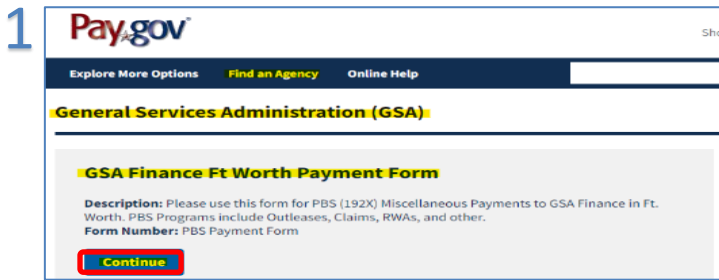 1
Pay.gov
Sho
Explore More Options Find an Agency Online Help
General Services Administration (GSA)
GSA Finance Ft Worth Payment Form
Description: Please use this form for PBS (192X) Miscellaneous Payments to GSA Finance in Ft.
Worth. PBS Programs include Outleases, Claims, RWAs, and other.
Form Number: PBS Payment Form
Continue